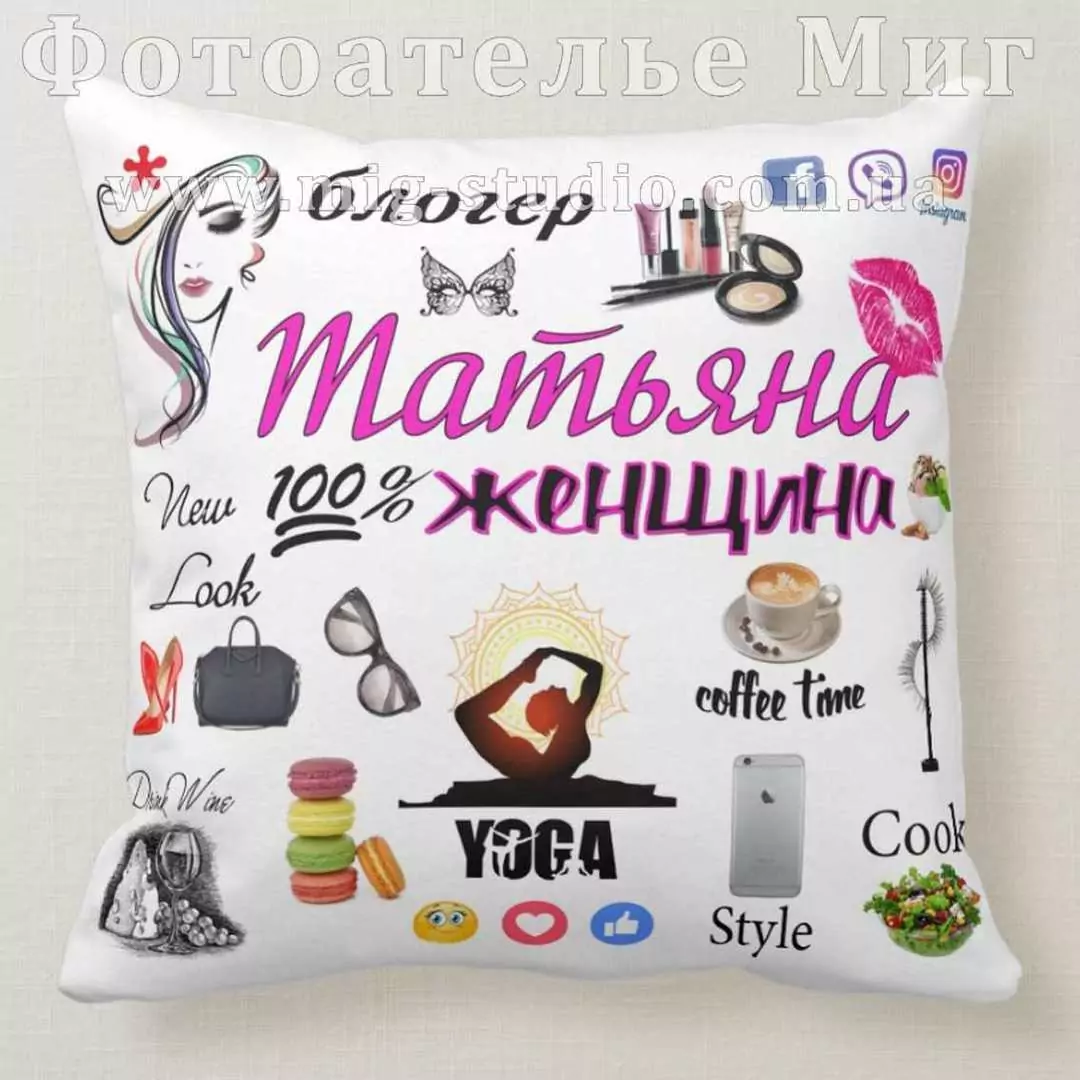 Фотоателье Миг
www.mig-studio.com.ua
блогер
Instagram
Татьяна
New
Look
100% женщина
coffee time
Drink Wine
YOGA
Cook
Style